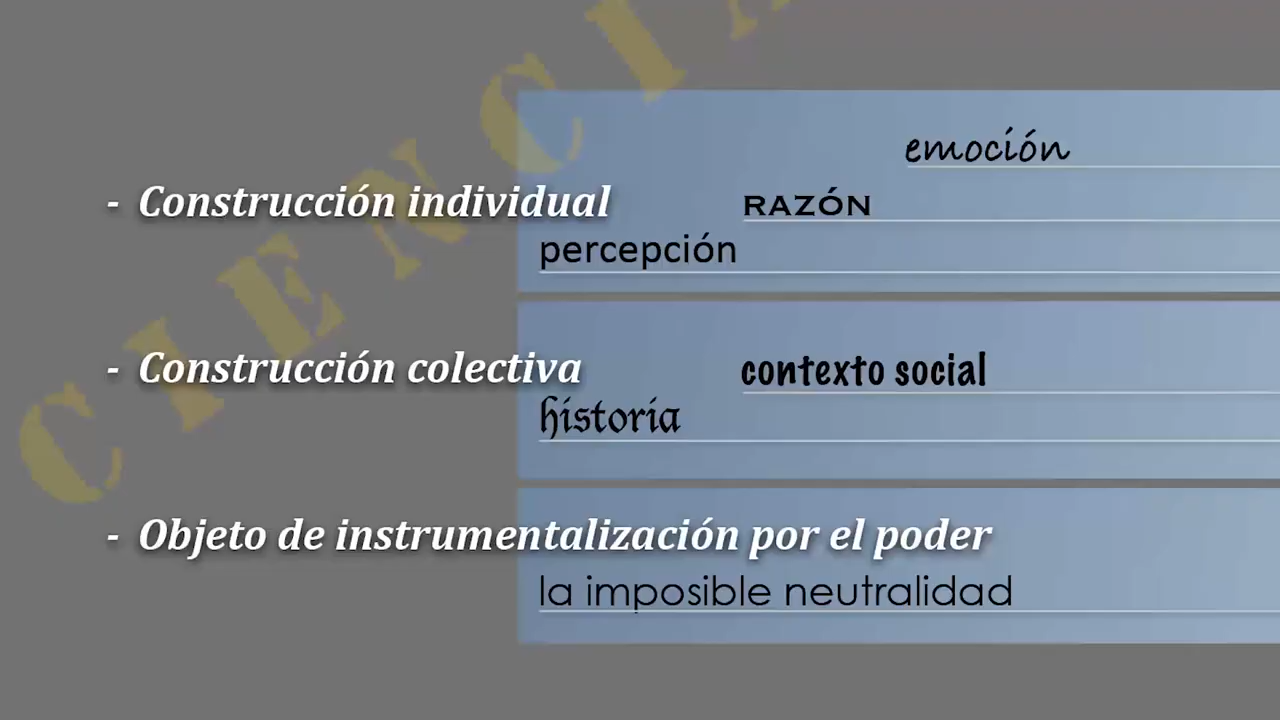 CIENCIA
emoción
- Construcción individual
RAZÓN
percepción
- Construcción colectiva
contexto social
historia
- Objeto de instrumentalización por el poder
la imposible neutralidad